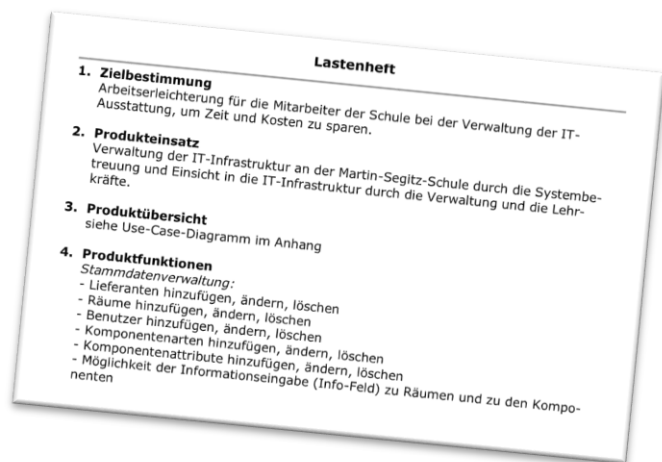 Lastenheft
1. Zielbestimmung
Arbeitserleichterung für die Mitarbeiter der Schule bei der Verwaltung der IT-
Ausstattung, um Zeit und Kosten zu sparen.
2. Produkteinsatz
Verwaltung der IT-Infrastruktur an der Martin-Segitz-Schule durch die Systembe-
treuung und Einsicht in die IT-Infrastruktur durch die Verwaltung und die Lehr-
kräfte.
3. Produktübersicht
siehe Use-Case-Diagramm im Anhang
4. Produktfunktionen
Stammdatenverwaltung:
- Lieferanten hinzufügen, ändern, löschen
- Räume hinzufügen, ändern, löschen
- Benutzer hinzufügen, ändern, löschen
- Komponentenarten hinzufügen, ändern, löschen
- Komponentenattribute hinzufügen, ändern, löschen
- Möglichkeit der Informationseingabe (Info-Feld) zu Räumen und zu den Kompo-
nenten